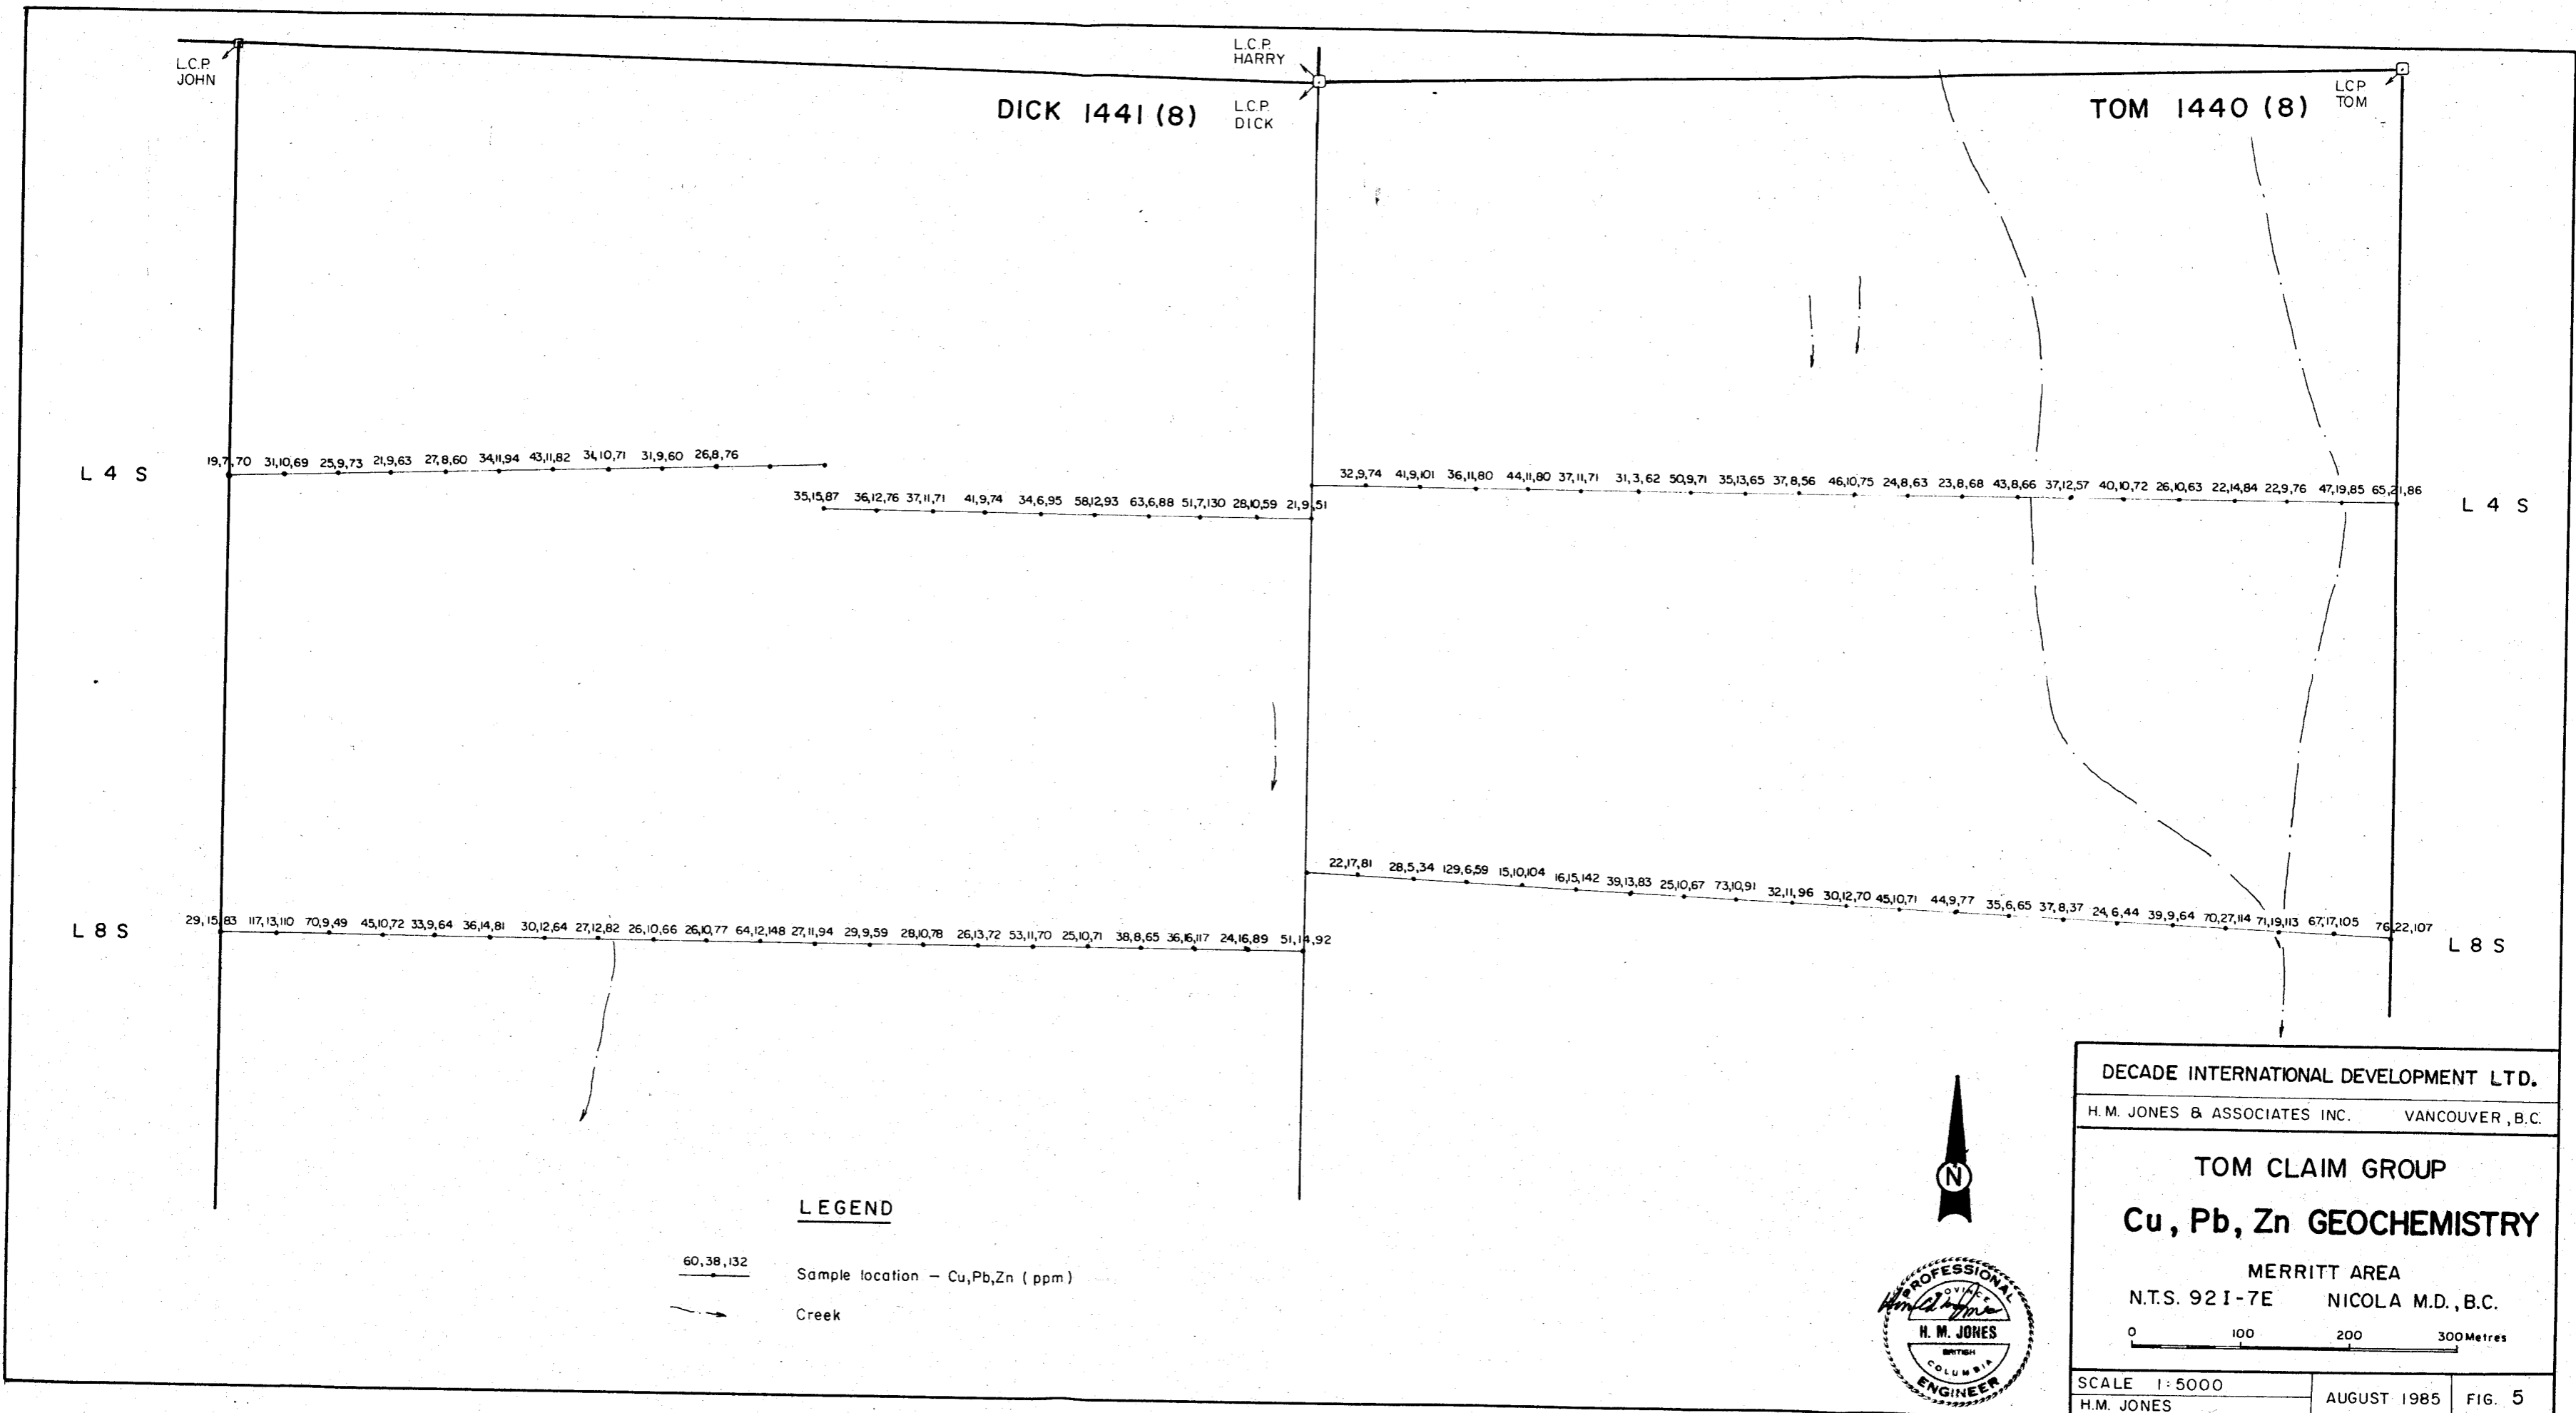 L.C.P.
JOHN
L.C.P.
HARRY
DICK 1441 (8)
L.C.P.
DICK
TOM 1440 (8)
LCP
TOM
L 4 S
19,7,70 31,10,69 25,9,73 21,9,63 27,8,60 34,11,94 43,11,82 34,10,71 31,9,60 26,8,76
35,15,87 36,12,76 37,11,71 41,9,74 34,6,95 58,12,93 63,6,88 51,7,130 28,10,59 21,9,51
32,9,74 41,9,101 36,11,80 44,11,80 37,11,71 31,3,62 50,9,71 35,13,65 37,8,56 46,10,75 24,8,63 23,8,68 43,8,66 37,12,57 40,10,72 26,10,63 22,14,84 22,9,76 47,19,85 65,21,86
L 4 S
L 8 S
29,15,83 117,13,110 70,9,49 45,10,72 33,9,64 36,14,81 30,12,64 27,12,82 26,10,66 26,10,77 64,12,148 27,11,94 29,9,59 28,10,78 26,13,72 53,11,70 25,10,71 38,8,65 36,16,117 24,16,89 51,14,92
22,17,81 28,5,34 129,6,59 15,10,104 16,15,142 39,13,83 25,10,67 73,10,91 32,11,96 30,12,70 45,10,71 44,9,77 35,6,65 37,8,37 24,6,44 39,9,64 70,27,114 71,19,113 67,17,105 76,22,107
L 8 S
LEGEND
60,38,132
Sample location – Cu,Pb,Zn (ppm)
Creek
N
PROFESSIONAL
PROVINCE
H. M. JONES
BRITISH
COLUMBIA
ENGINEER
DECADE INTERNATIONAL DEVELOPMENT LTD.
H.M. JONES & ASSOCIATES INC. VANCOUVER, B.C.
TOM CLAIM GROUP
Cu, Pb, Zn GEOCHEMISTRY
MERRITT AREA
N.T.S. 92 I-7E NICOLA M.D., B.C.
0 100 200 300 Metres
SCALE 1:5000
H.M. JONES
AUGUST 1985
FIG. 5